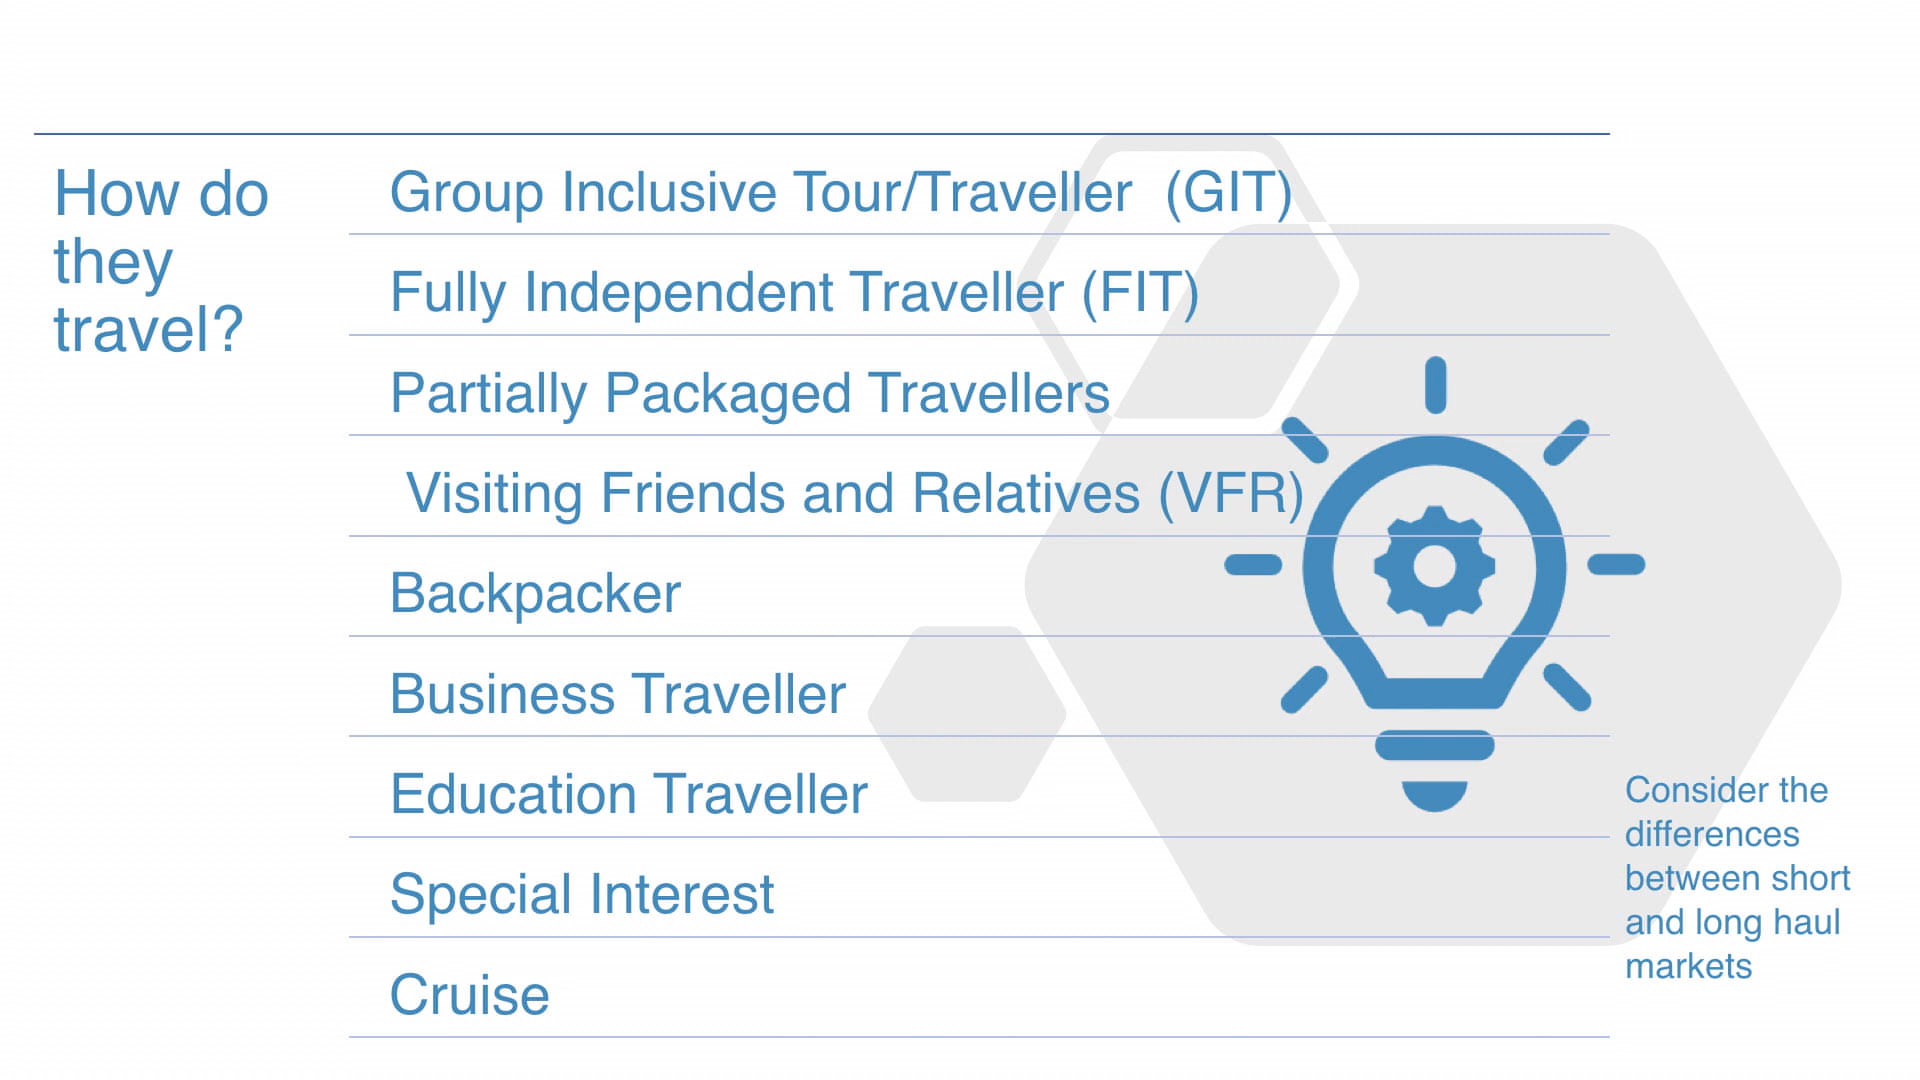 How do
they
travel?
Group Inclusive Tour/Traveller  (GIT)
Fully Independent Traveller (FIT)
Partially Packaged Travellers
Visiting Friends and Relatives (VFR)
Backpacker
Business Traveller
Education Traveller
Special Interest
Cruise
Consider the
differences
between short
and long haul
markets